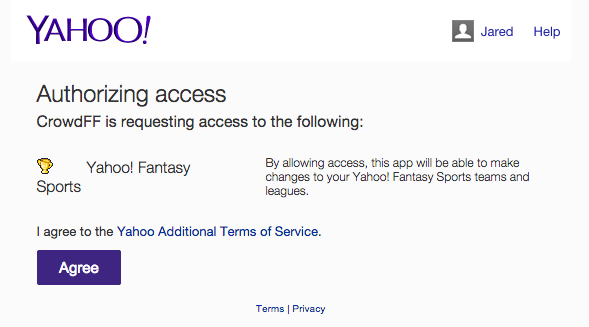 YAHOO!
Jared
Help
Authorizing access
CrowdFF is requesting access to the following:
Yahoo! Fantasy
Sports
By allowing access, this app will be able to make
changes to your Yahoo! Fantasy Sports teams and
leagues.
I agree to the Yahoo Additional Terms of Service.
Agree
Terms | Privacy